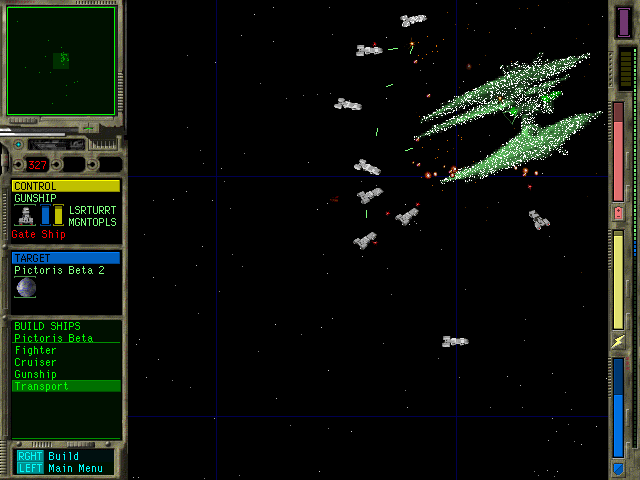 327
CONTROL
GUNSHIP
LSRTURRT
MGNTOPLS
Gata Ship
TARGET
Pictoris Beta 2
BUILD SHIPS
Pictoris Beta
Fighter
Cruiser
Gunship
Transport
RGHT Build
LEFT Main Menu